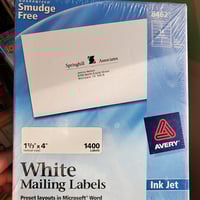 Smudge
Free
8462
Springhill Associates
AVERY
1⅓" x 4"
1400
LABELS
White
Mailing Labels
Ink Jet
Preset layouts in Microsoft® Word